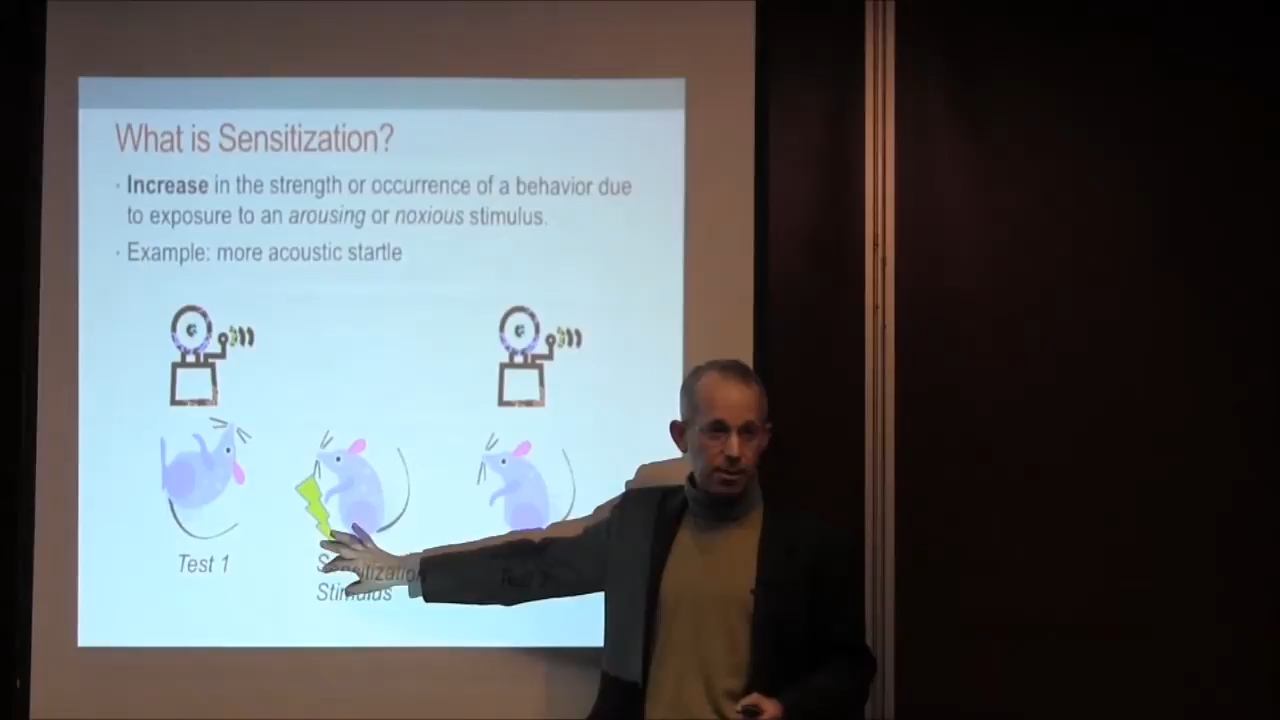 What is Sensitization?
· Increase in the strength or occurrence of a behavior due
to exposure to an arousing or noxious stimulus.
· Example: more acoustic startle
Test 1
Sensitization
Stimulus